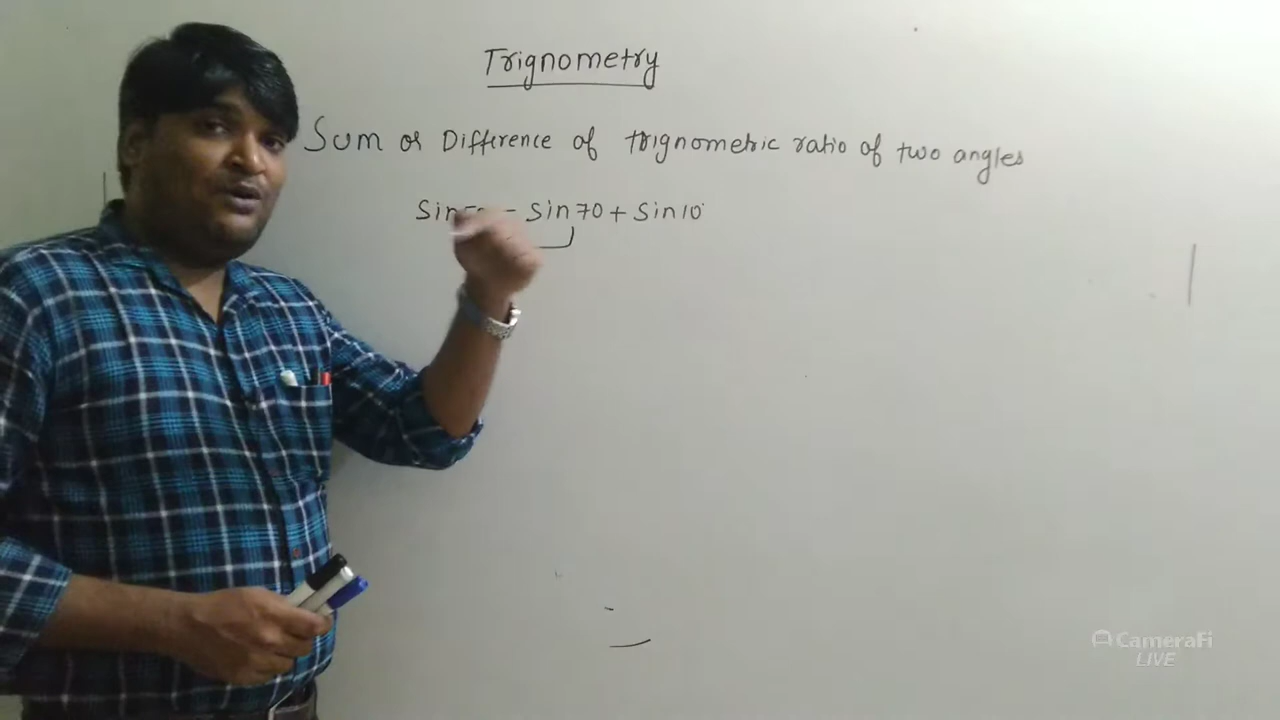 Trignometry
Sum or Difference of trignometric ratio of two angles
Sin - Sin70 + Sin10°
CameraFi
LIVE